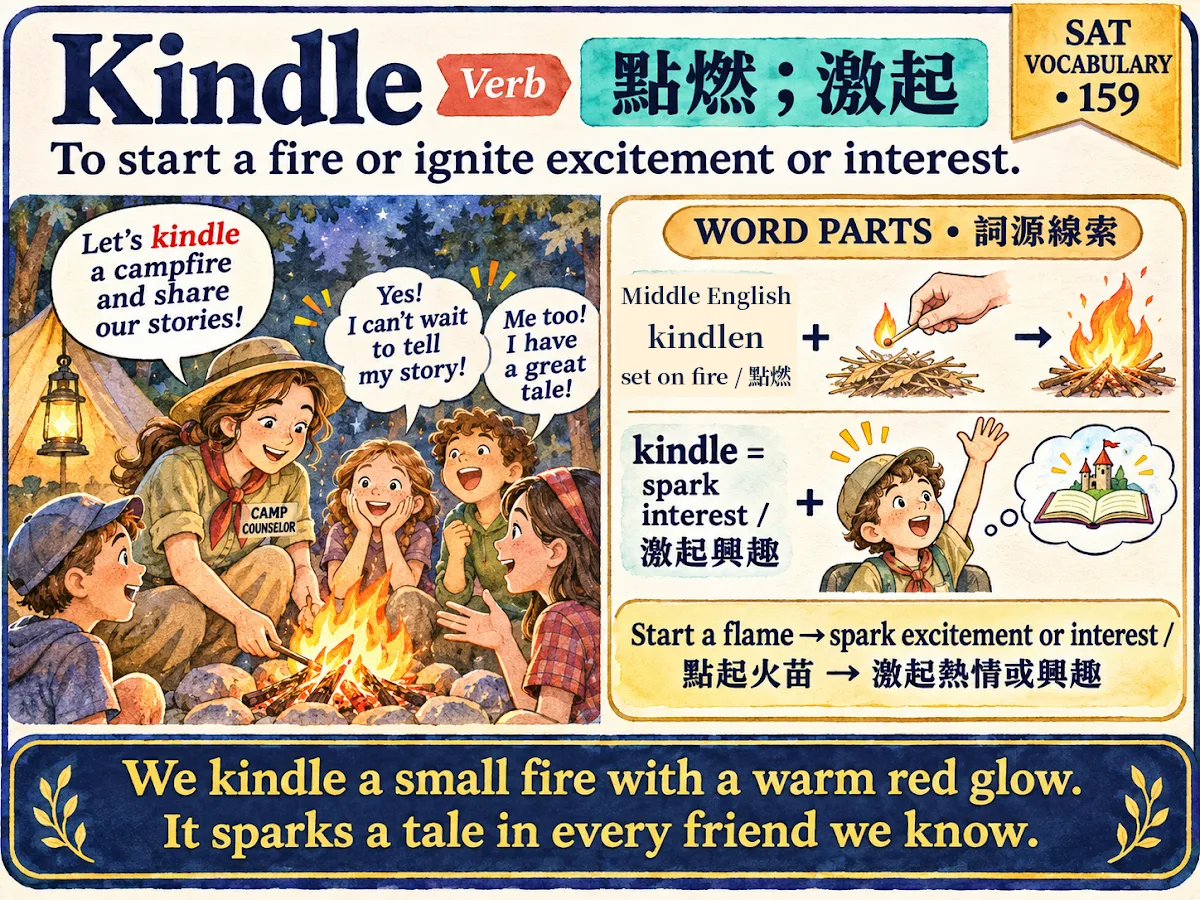 Kindle
Verb
點燃；激起
SAT
VOCABULARY
• 159
To start a fire or ignite excitement or interest.
Let's kindle
a campfire
and share
our stories!
Yes!
I can't wait
to tell
my story!
Me too!
I have
a great
tale!
CAMP
COUNSELOR
WORD PARTS • 詞源線索
Middle English
kindlen
set on fire / 點燃
+
→
kindle =
spark
interest /
激起興趣
+
Start a flame → spark excitement or interest /
點起火苗 → 激起熱情或興趣
We kindle a small fire with a warm red glow.
It sparks a tale in every friend we know.